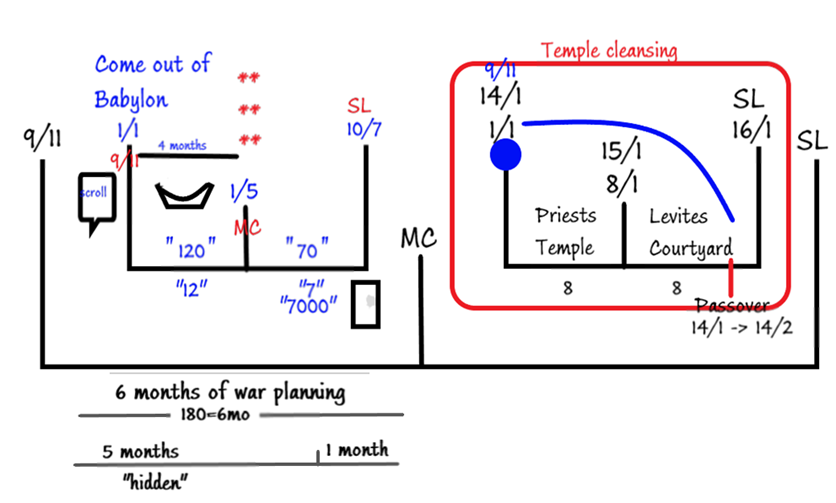 Temple cleansing
Come out of
Babylon
**
**
**
9/11
14/1
1/1
SL
16/1
SL
10/7
9/11
1/1
9/11
4 months
15/1
8/1
SL
scroll
1/5
MC
Priests
Temple
Levites
Courtyard
MC
"120"
"70"
"12"
"7"
"7000"
8
8
Passover
14/1 -> 14/2
6 months of war planning
180=6mo
5 months
1 month
"hidden"